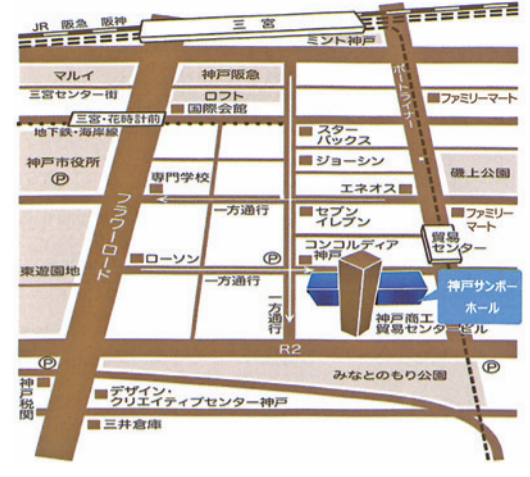 JR 阪急 阪神
三宮
ミント神戸
ポートライナー
マルイ
神戸阪急
三宮センター街
ロフト
国際会館
ファミリーマート
三宮・花時計前
地下鉄・海岸線
スター
バックス
神戸市役所
P
ジョーシン
磯上公園
専門学校
エネオス
フラワーロード
一方通行
セブン
イレブン
ファミリー
マート
貿易
センター
東遊園地
ローソン
P
コンコルディア
神戸
一方通行
一方通行
神戸サンボー
ホール
神戸商工
貿易センタービル
R2
P
みなとのもり公園
P
神戸税関
デザイン・
クリエイティブセンター神戸
三井倉庫